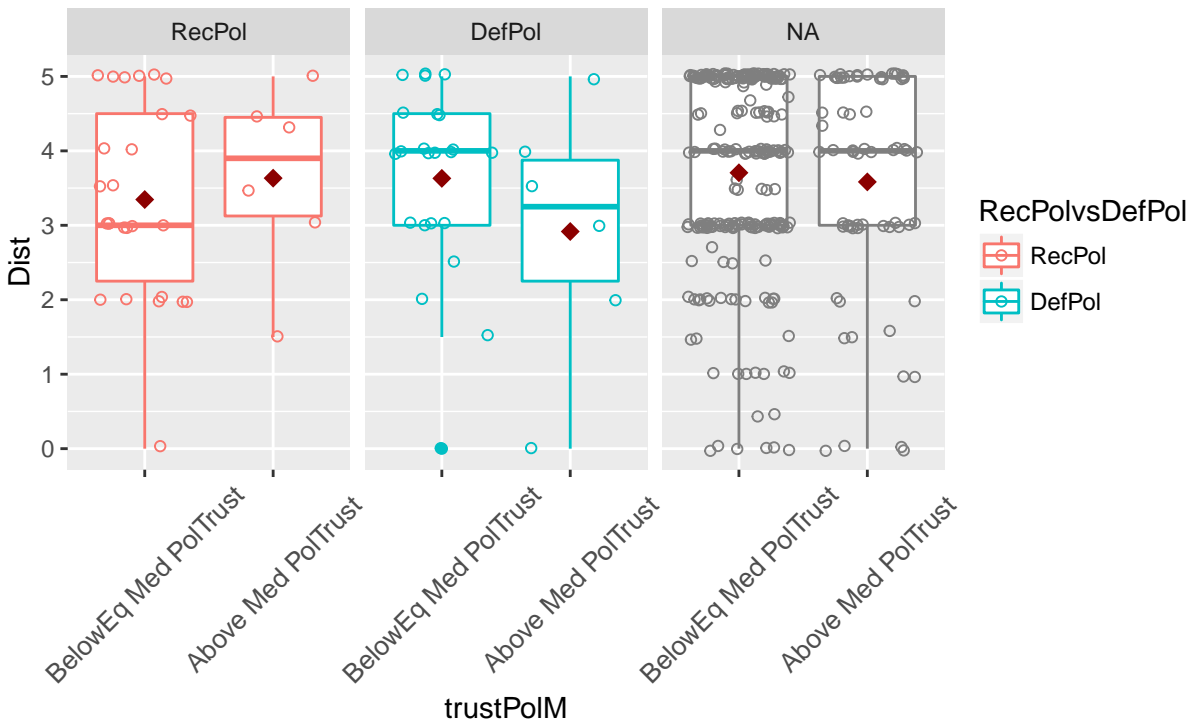 RecPol DefPol NA
Dist
5
4
3
2
1
0
BelowEq Med PolTrust
Above Med PolTrust
BelowEq Med PolTrust
Above Med PolTrust
BelowEq Med PolTrust
Above Med PolTrust
trustPolM
RecPolvsDefPol
RecPol
DefPol